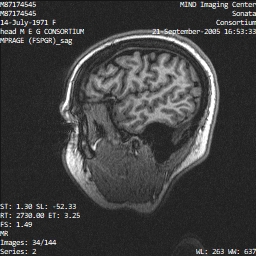 M87174545
M87174545
14-July-1971 F
head M E G CONSORTIUM
MPRAGE (FSPGR)_sag
MIND Imaging Center
Sonata
Consortium
21-September-2005 16:53:33
ST: 1.30 SL: -52.33
RT: 2730.00 ET: 3.25
FS: 1.49
MR
Images: 34/144
Series: 2
WL: 263 WW: 637